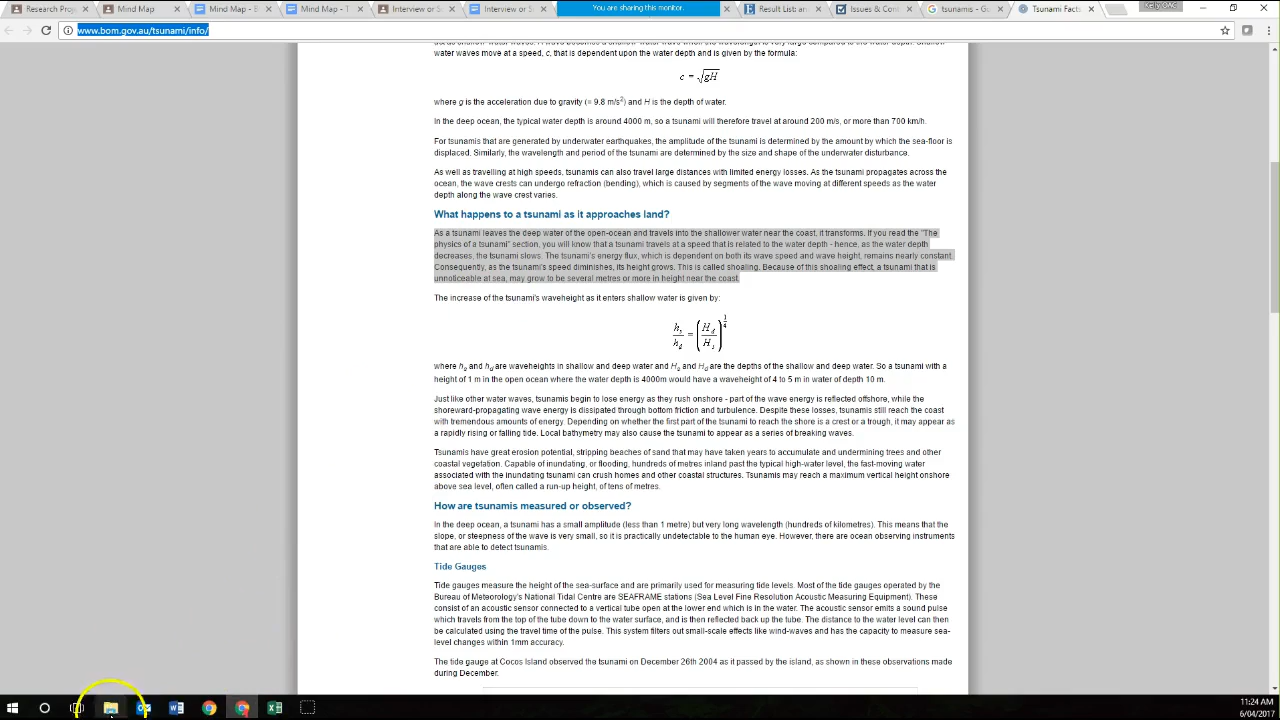 Research Proj
Mind Map
Mind Map - B
Mind Map - T
Interview or S
Interview or S
You are sharing this monitor.
Result List: an
Issues & Con
tsunamis - Go
Tsunami Facts
Kelly OAC
www.bom.gov.au/tsunami/info/
water waves move at a speed, c, that is dependent upon the water depth and is given by the formula:
c = √gH
where g is the acceleration due to gravity (= 9.8 m/s2) and H is the depth of water.
In the deep ocean, the typical water depth is around 4000 m, so a tsunami will therefore travel at around 200 m/s, or more than 700 km/h.
For tsunamis that are generated by underwater earthquakes, the amplitude of the tsunami is determined by the amount by which the sea-floor is
displaced. Similarly, the wavelength and period of the tsunami are determined by the size and shape of the underwater disturbance.
As well as travelling at high speeds, tsunamis can also travel large distances with limited energy losses. As the tsunami propagates across the
ocean, the wave crests can undergo refraction (bending), which is caused by segments of the wave moving at different speeds as the water
depth along the wave crest varies.
What happens to a tsunami as it approaches land?
As a tsunami leaves the deep water of the open-ocean and travels into the shallower water near the coast, it transforms. If you read the "The
physics of a tsunami" section, you will know that a tsunami travels at a speed that is related to the water depth - hence, as the water depth
decreases, the tsunami slows. The tsunami's energy flux, which is dependent on both its wave speed and wave height, remains nearly constant.
Consequently, as the tsunami's speed diminishes, its height grows. This is called shoaling. Because of this shoaling effect, a tsunami that is
unnoticeable at sea, may grow to be several metres or more in height near the coast.
The increase of the tsunami's waveheight as it enters shallow water is given by:
hs/hd = (Hd/Hs)1/4
where hs and hd are waveheights in shallow and deep water and Hs and Hd are the depths of the shallow and deep water. So a tsunami with a
height of 1 m in the open ocean where the water depth is 4000m would have a waveheight of 4 to 5 m in water of depth 10 m.
Just like other water waves, tsunamis begin to lose energy as they rush onshore - part of the wave energy is reflected offshore, while the
shoreward-propagating wave energy is dissipated through bottom friction and turbulence. Despite these losses, tsunamis still reach the coast
with tremendous amounts of energy. Depending on whether the first part of the tsunami to reach the shore is a crest or a trough, it may appear as
a rapidly rising or falling tide. Local bathymetry may also cause the tsunami to appear as a series of breaking waves.
Tsunamis have great erosion potential, stripping beaches of sand that may have taken years to accumulate and undermining trees and other
coastal vegetation. Capable of inundating, or flooding, hundreds of metres inland past the typical high-water level, the fast-moving water
associated with the inundating tsunami can crush homes and other coastal structures. Tsunamis may reach a maximum vertical height onshore
above sea level, often called a run-up height, of tens of metres.
How are tsunamis measured or observed?
In the deep ocean, a tsunami has a small amplitude (less than 1 metre) but very long wavelength (hundreds of kilometres). This means that the
slope, or steepness of the wave is very small, so it is practically undetectable to the human eye. However, there are ocean observing instruments
that are able to detect tsunamis.
Tide Gauges
Tide gauges measure the height of the sea-surface and are primarily used for measuring tide levels. Most of the tide gauges operated by the
Bureau of Meteorology's National Tidal Centre are SEAFRAME stations (Sea Level Fine Resolution Acoustic Measuring Equipment). These
consist of an acoustic sensor connected to a vertical tube open at the lower end which is in the water. The acoustic sensor emits a sound pulse
which travels from the top of the tube down to the water surface, and is then reflected back up the tube. The distance to the water level can then
be calculated using the travel time of the pulse. This system filters out small-scale effects like wind-waves and has the capacity to measure sea-
level changes within 1mm accuracy.
The tide gauge at Cocos Island observed the tsunami on December 26th 2004 as it passed by the island, as shown in these observations made
during December.
11:24 AM
6/04/2017